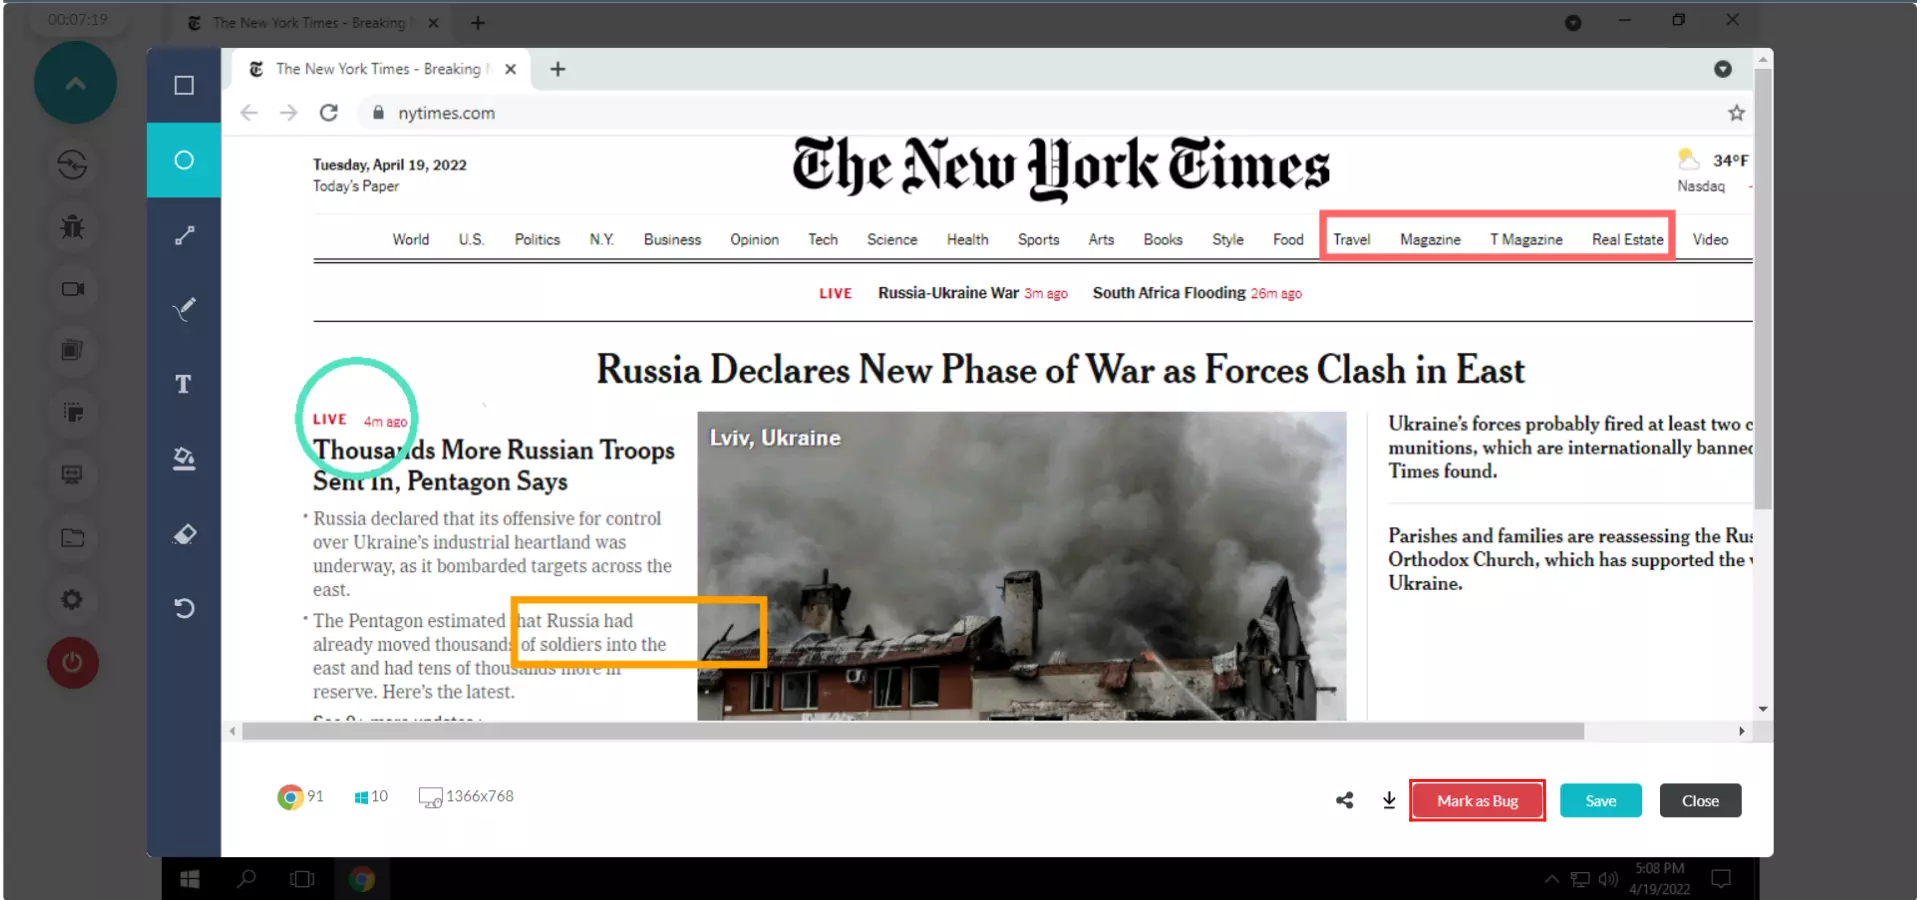 00:07:19
The New York Times - Breaking
The New York Times - Breaking
nytimes.com
Tuesday, April 19, 2022
Today's Paper
The New York Times
34°F
Nasdaq
World U.S. Politics N.Y. Business Opinion Tech Science Health Sports Arts Books Style Food Travel Magazine T Magazine Real Estate Video
LIVE Russia-Ukraine War 3m ago South Africa Flooding 26m ago
Russia Declares New Phase of War as Forces Clash in East
LIVE 4m ago
Thousands More Russian Troops
Sent In, Pentagon Says
• Russia declared that its offensive for control
over Ukraine's industrial heartland was
underway, as it bombarded targets across the
east.
• The Pentagon estimated that Russia had
already moved thousands of soldiers into the
east and had tens of thousands more in
reserve. Here's the latest.
Lviv, Ukraine
Ukraine's forces probably fired at least two c
munitions, which are internationally banned
Times found.
Parishes and families are reassessing the Rus
Orthodox Church, which has supported the
Ukraine.
91 10 1366x768
Mark as Bug Save Close
5:08 PM
4/19/2022
T